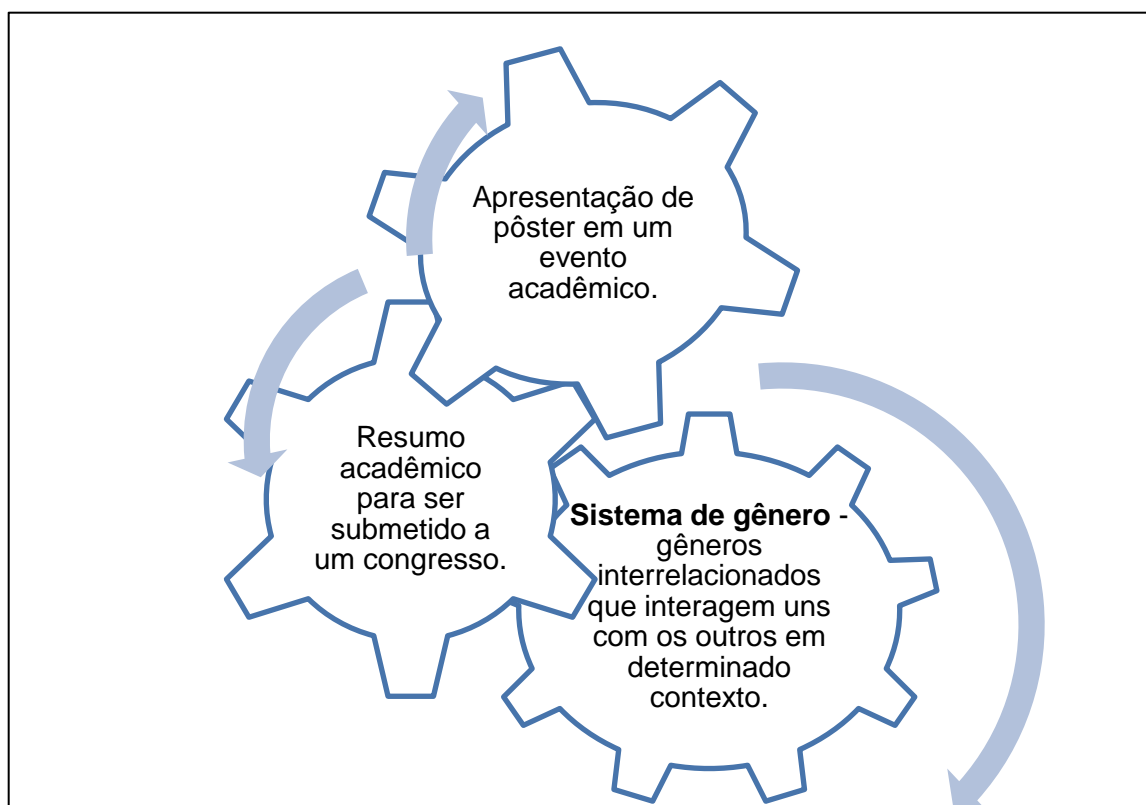 Apresentação de
pôster em um
evento
acadêmico.
Resumo
acadêmico
para ser
submetido a
um congresso.
Sistema de gênero -
gêneros
interrelacionados
que interagem uns
com os outros em
determinado
contexto.